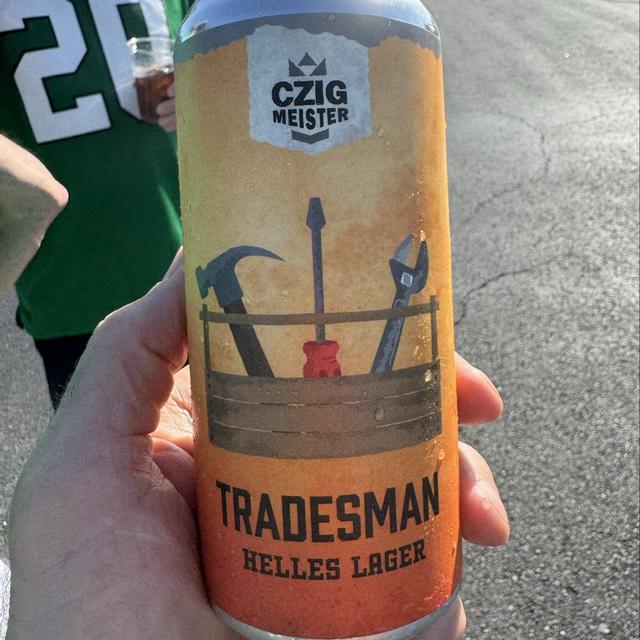 20
CZIG
MEISTER
TRADESMAN
HELLES LAGER